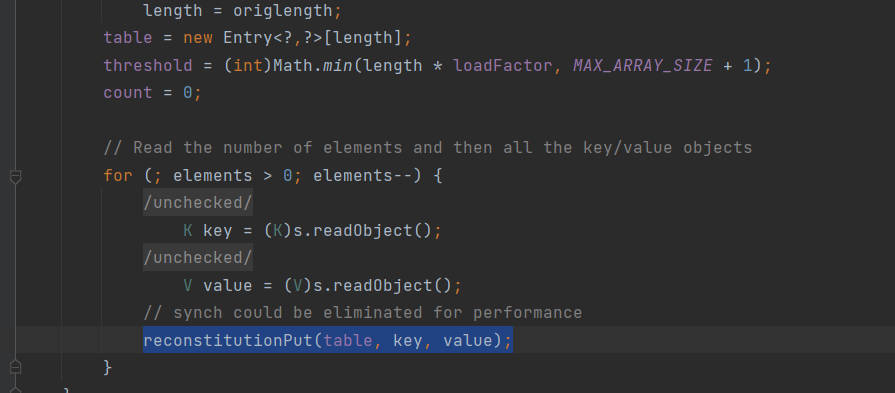 length = origlength;
table = new Entry<?,?>[length];
threshold = (int)Math.min(length * loadFactor, MAX_ARRAY_SIZE + 1);
count = 0;
// Read the number of elements and then all the key/value objects
for (; elements > 0; elements--) {
/unchecked/
K key = (K)s.readObject();
/unchecked/
V value = (V)s.readObject();
// synch could be eliminated for performance
reconstitutionPut(table, key, value);
}
}